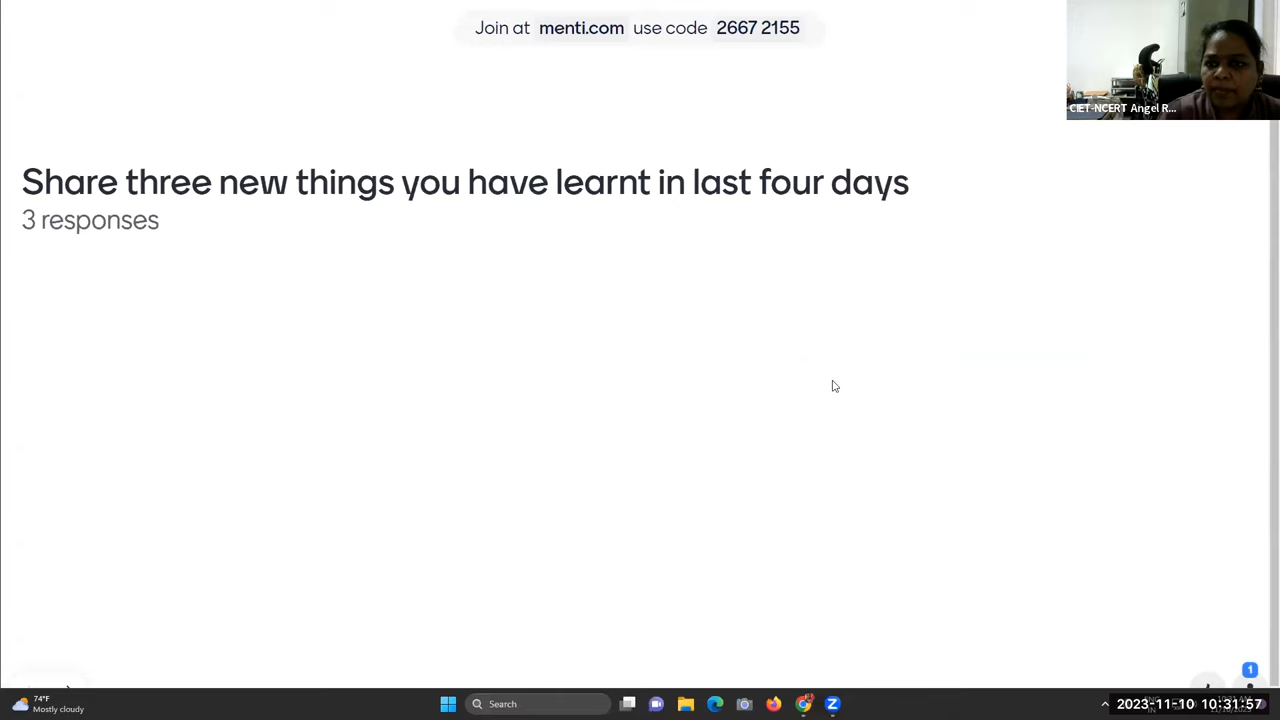 Join at menti.com use code 2667 2155
CIET-NCERT Angel R...
Share three new things you have learnt in last four days
3 responses
1
74°F
Mostly cloudy
Search
2023-11-10 10:31:57